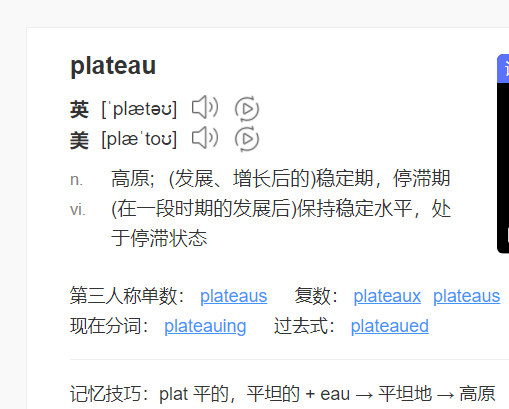 plateau
英 [ˈplætəʊ]
美 [plæˈtoʊ]
n. 高原；(发展、增长后的)稳定期，停滞期
vi. (在一段时期的发展后)保持稳定水平，处
于停滞状态
第三人称单数： plateaus 复数： plateaux plateaus
现在分词： plateauing 过去式： plateaued
记忆技巧：plat 平的，平坦的 + eau → 平坦地 → 高原